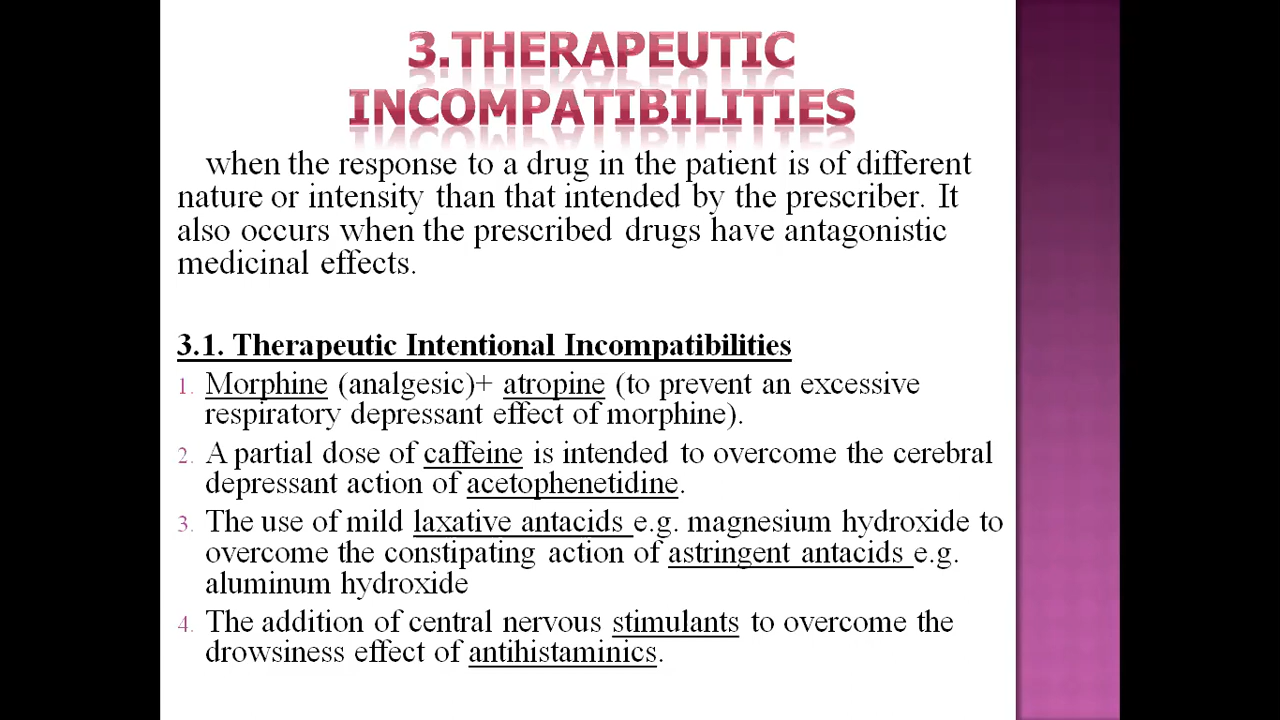 3.THERAPEUTIC
INCOMPATIBILITIES
when the response to a drug in the patient is of different
nature or intensity than that intended by the prescriber. It
also occurs when the prescribed drugs have antagonistic
medicinal effects.
3.1. Therapeutic Intentional Incompatibilities
1. Morphine (analgesic)+ atropine (to prevent an excessive
respiratory depressant effect of morphine).
2. A partial dose of caffeine is intended to overcome the cerebral
depressant action of acetophenetidine.
3. The use of mild laxative antacids e.g. magnesium hydroxide to
overcome the constipating action of astringent antacids e.g.
aluminum hydroxide
4. The addition of central nervous stimulants to overcome the
drowsiness effect of antihistaminics.